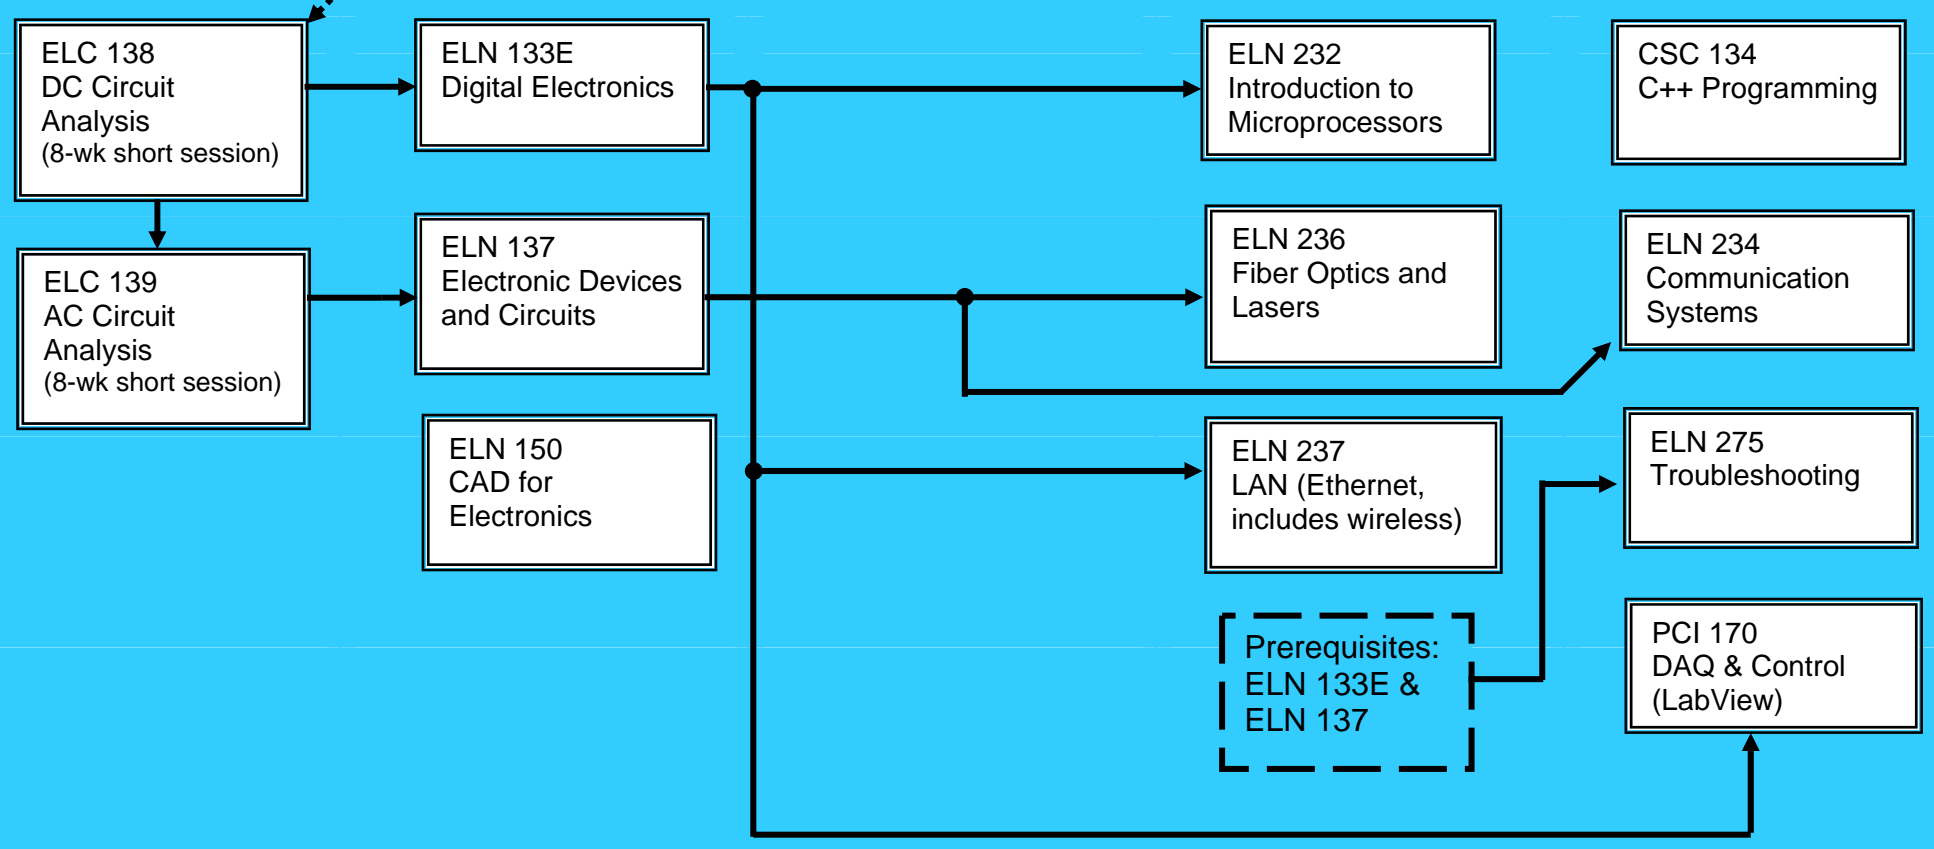 ELC 138
DC Circuit
Analysis
(8-wk short session)
ELN 133E
Digital Electronics
ELN 232
Introduction to
Microprocessors
CSC 134
C++ Programming
ELC 139
AC Circuit
Analysis
(8-wk short session)
ELN 137
Electronic Devices
and Circuits
ELN 236
Fiber Optics and
Lasers
ELN 234
Communication
Systems
ELN 150
CAD for
Electronics
ELN 237
LAN (Ethernet,
includes wireless)
ELN 275
Troubleshooting
Prerequisites:
ELN 133E &
ELN 137
PCI 170
DAQ & Control
(LabView)